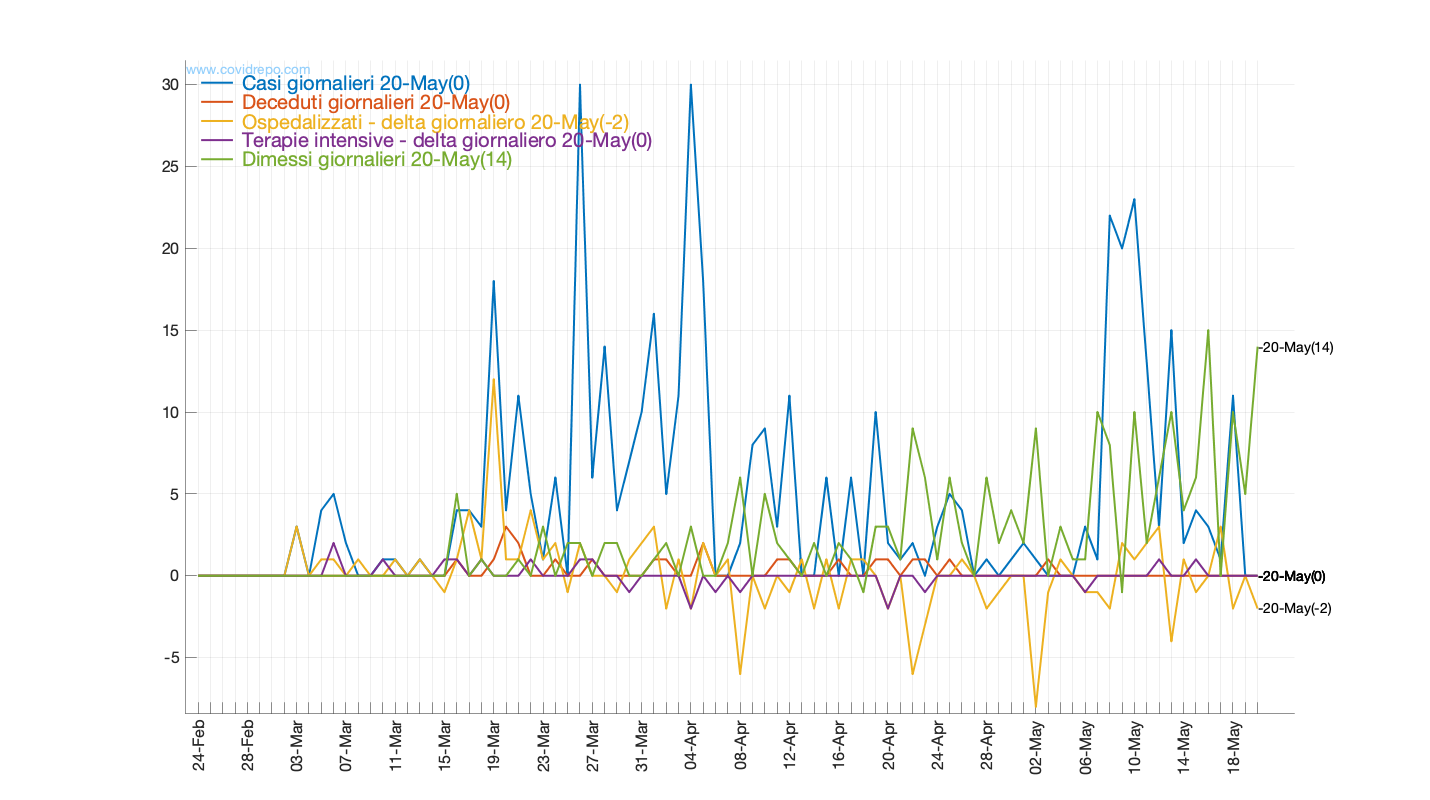 www.covidrepo.com
30
Casi giornalieri 20-May(0)
Deceduti giornalieri 20-May(0)
Ospedalizzati - delta giornaliero 20-May(-2)
Terapie intensive - delta giornaliero 20-May(0)
Dimessi giornalieri 20-May(14)
25
20
15
-20-May(14)
10
5
0
-20-May(0)
-20-May(-2)
-5
24-Feb
28-Feb
03-Mar
07-Mar
11-Mar
15-Mar
19-Mar
23-Mar
27-Mar
31-Mar
04-Apr
08-Apr
12-Apr
16-Apr
20-Apr
24-Apr
28-Apr
02-May
06-May
10-May
14-May
18-May